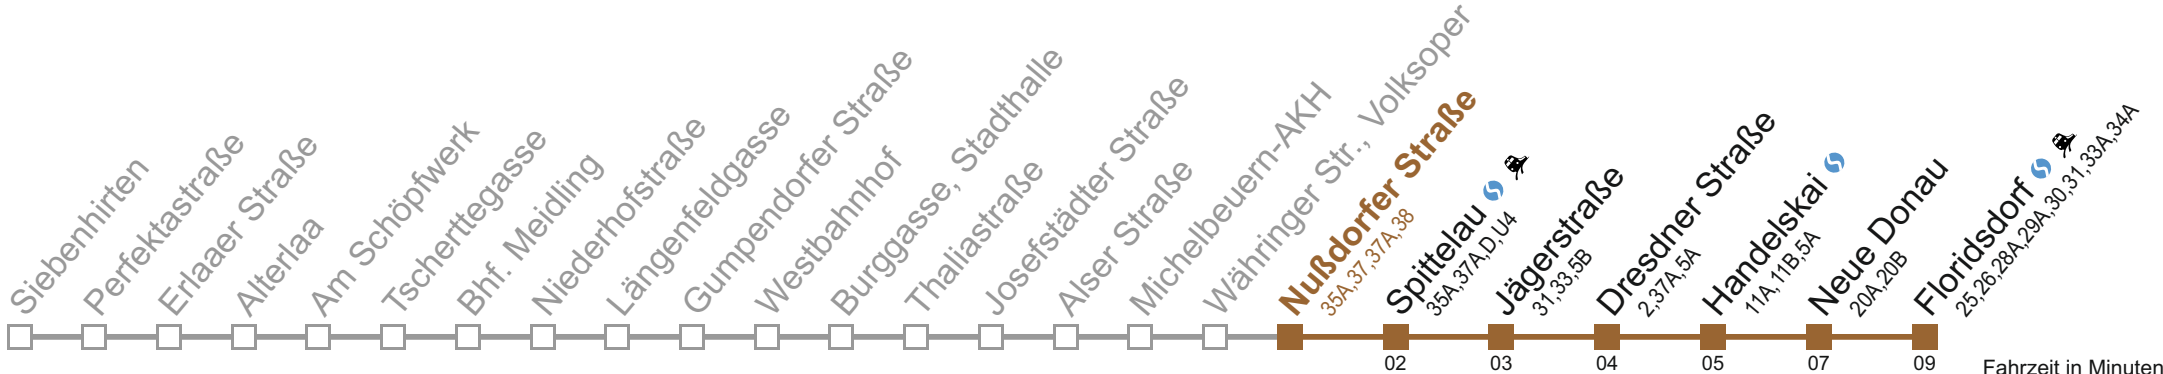 Siebenhirten
Perfektastraße
Erlaaer Straße
Alterlaa
Am Schöpfwerk
Tscherttegasse
Bhf. Meidling
Niederhofstraße
Längenfeldgasse
Gumpendorfer Straße
Westbahnhof
Burggasse, Stadthalle
Thaliastraße
Josefstädter Straße
Alser Straße
Michelbeuern-AKH
Währinger Str., Volksoper
Nußdorfer Straße
35A,37,37A,38
Spittelau
35A,37A,D,U4
02
Jägerstraße
31,33,5B
03
Dresdner Straße
2,37A,5A
04
Handelskai
11A,11B,5A
05
Neue Donau
20A,20B
07
Floridsdorf
25,26,28A,29A,30,31,33A,34A
09
Fahrzeit in Minuten